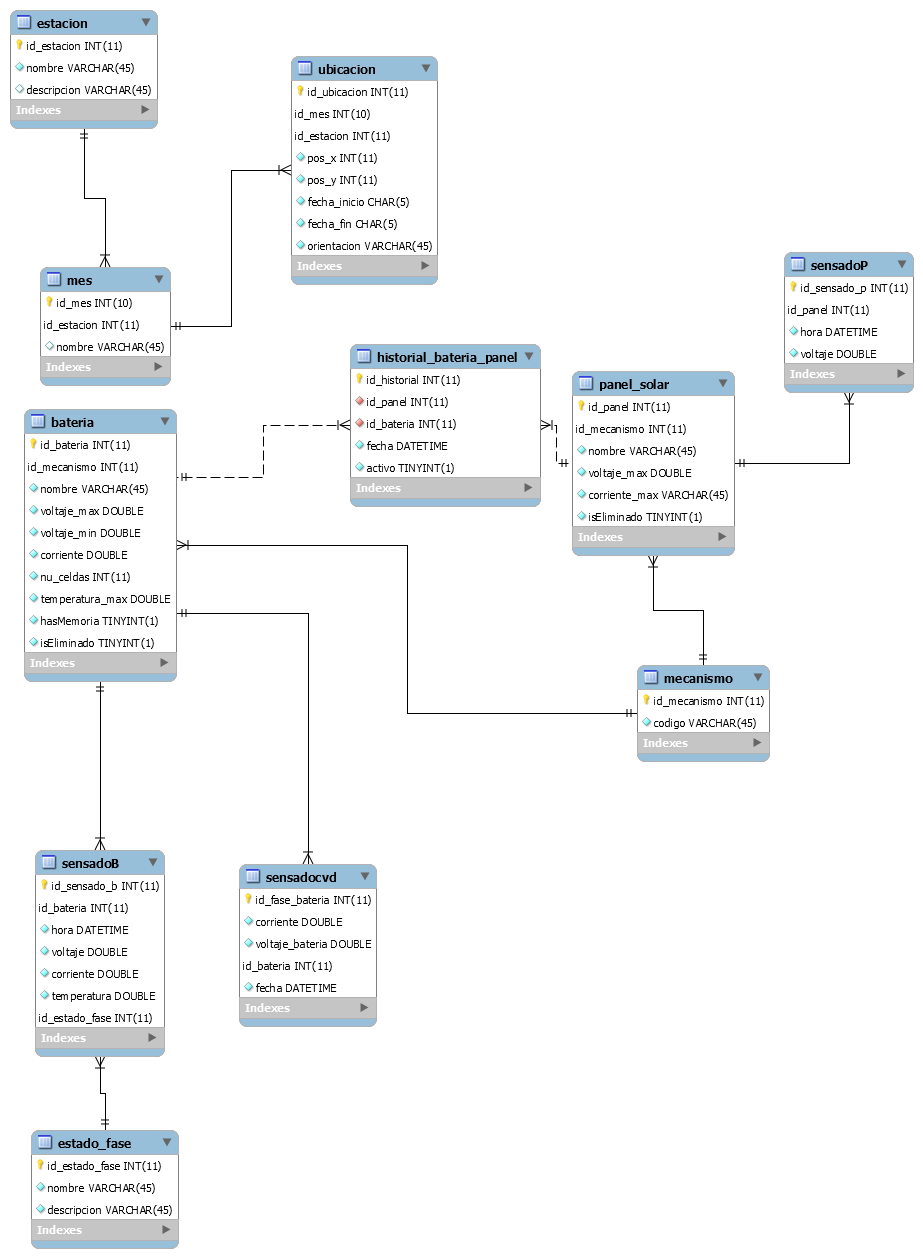 estacion
id_estacion INT(11)
nombre VARCHAR(45)
descripcion VARCHAR(45)
Indexes
ubicacion
id_ubicacion INT(11)
id_mes INT(10)
id_estacion INT(11)
pos_x INT(11)
pos_y INT(11)
fecha_inicio CHAR(5)
fecha_fin CHAR(5)
orientacion VARCHAR(45)
Indexes
mes
id_mes INT(10)
id_estacion INT(11)
nombre VARCHAR(45)
Indexes
sensadoP
id_sensado_p INT(11)
id_panel INT(11)
hora DATETIME
voltaje DOUBLE
Indexes
historial_bateria_panel
id_historial INT(11)
id_panel INT(11)
id_bateria INT(11)
fecha DATETIME
activo TINYINT(1)
Indexes
panel_solar
id_panel INT(11)
id_mecanismo INT(11)
nombre VARCHAR(45)
voltaje_max DOUBLE
corriente_max VARCHAR(45)
isEliminado TINYINT(1)
Indexes
bateria
id_bateria INT(11)
id_mecanismo INT(11)
nombre VARCHAR(45)
voltaje_max DOUBLE
voltaje_min DOUBLE
corriente DOUBLE
nu_celdas INT(11)
temperatura_max DOUBLE
hasMemoria TINYINT(1)
isEliminado TINYINT(1)
Indexes
mecanismo
id_mecanismo INT(11)
codigo VARCHAR(45)
Indexes
sensadoB
id_sensado_b INT(11)
id_bateria INT(11)
hora DATETIME
voltaje DOUBLE
corriente DOUBLE
temperatura DOUBLE
id_estado_fase INT(11)
Indexes
sensadocvd
id_fase_bateria INT(11)
corriente DOUBLE
voltaje_bateria DOUBLE
id_bateria INT(11)
fecha DATETIME
Indexes
estado_fase
id_estado_fase INT(11)
nombre VARCHAR(45)
descripcion VARCHAR(45)
Indexes